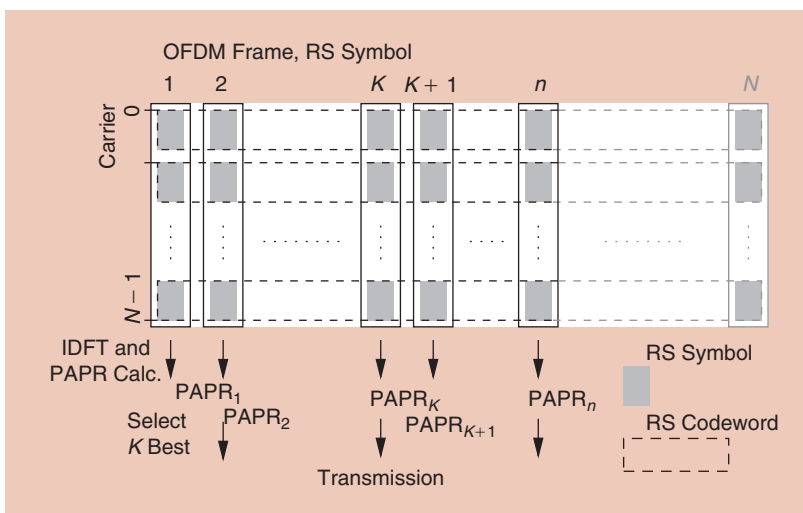 OFDM Frame, RS Symbol
1 2 K K + 1 n N
Carrier
0
N – 1
IDFT and
PAPR Calc.
PAPR1
PAPR2
PAPRK
PAPRK+1
PAPRn
Select
K Best
Transmission
RS Symbol
RS Codeword